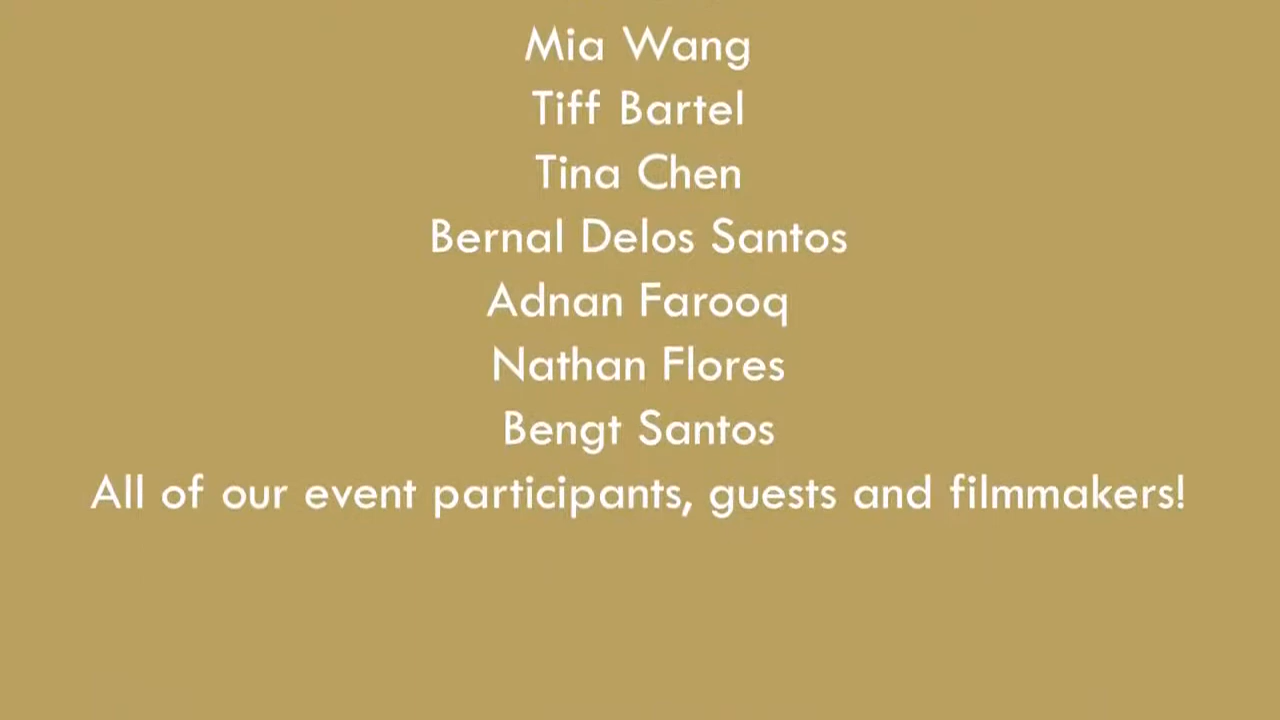 Mia Wang
Tiff Bartel
Tina Chen
Bernal Delos Santos
Adnan Farooq
Nathan Flores
Bengt Santos
All of our event participants, guests and filmmakers!